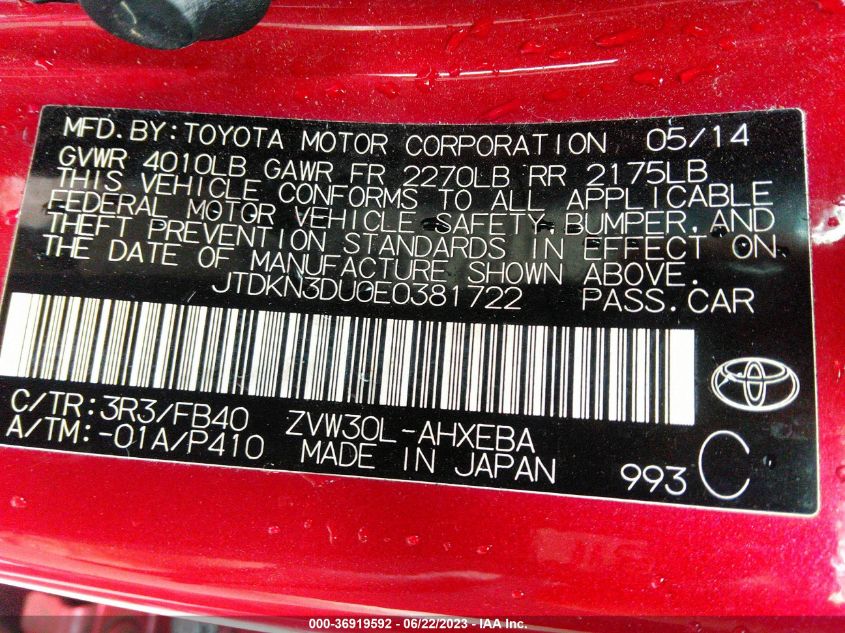 MFD.BY:TOYOTA MOTOR CORPORATION 05/14
GVWR 4010LB GAWR FR 2270LB RR 2175LB
THIS VEHICLE CONFORMS TO ALL APPLICABLE
FEDERAL MOTOR VEHICLE SAFETY, BUMPER, AND
THEFT PREVENTION STANDARDS IN EFFECT ON
THE DATE OF MANUFACTURE SHOWN ABOVE.
JTDKN3DU0E0381722 PASS.CAR
C/TR:3R3/FB40 ZVW30L-AHXEBA
A/TM:-01A/P410 MADE IN JAPAN 993 C
000-36919592 - 06/22/2023 - IAA Inc.